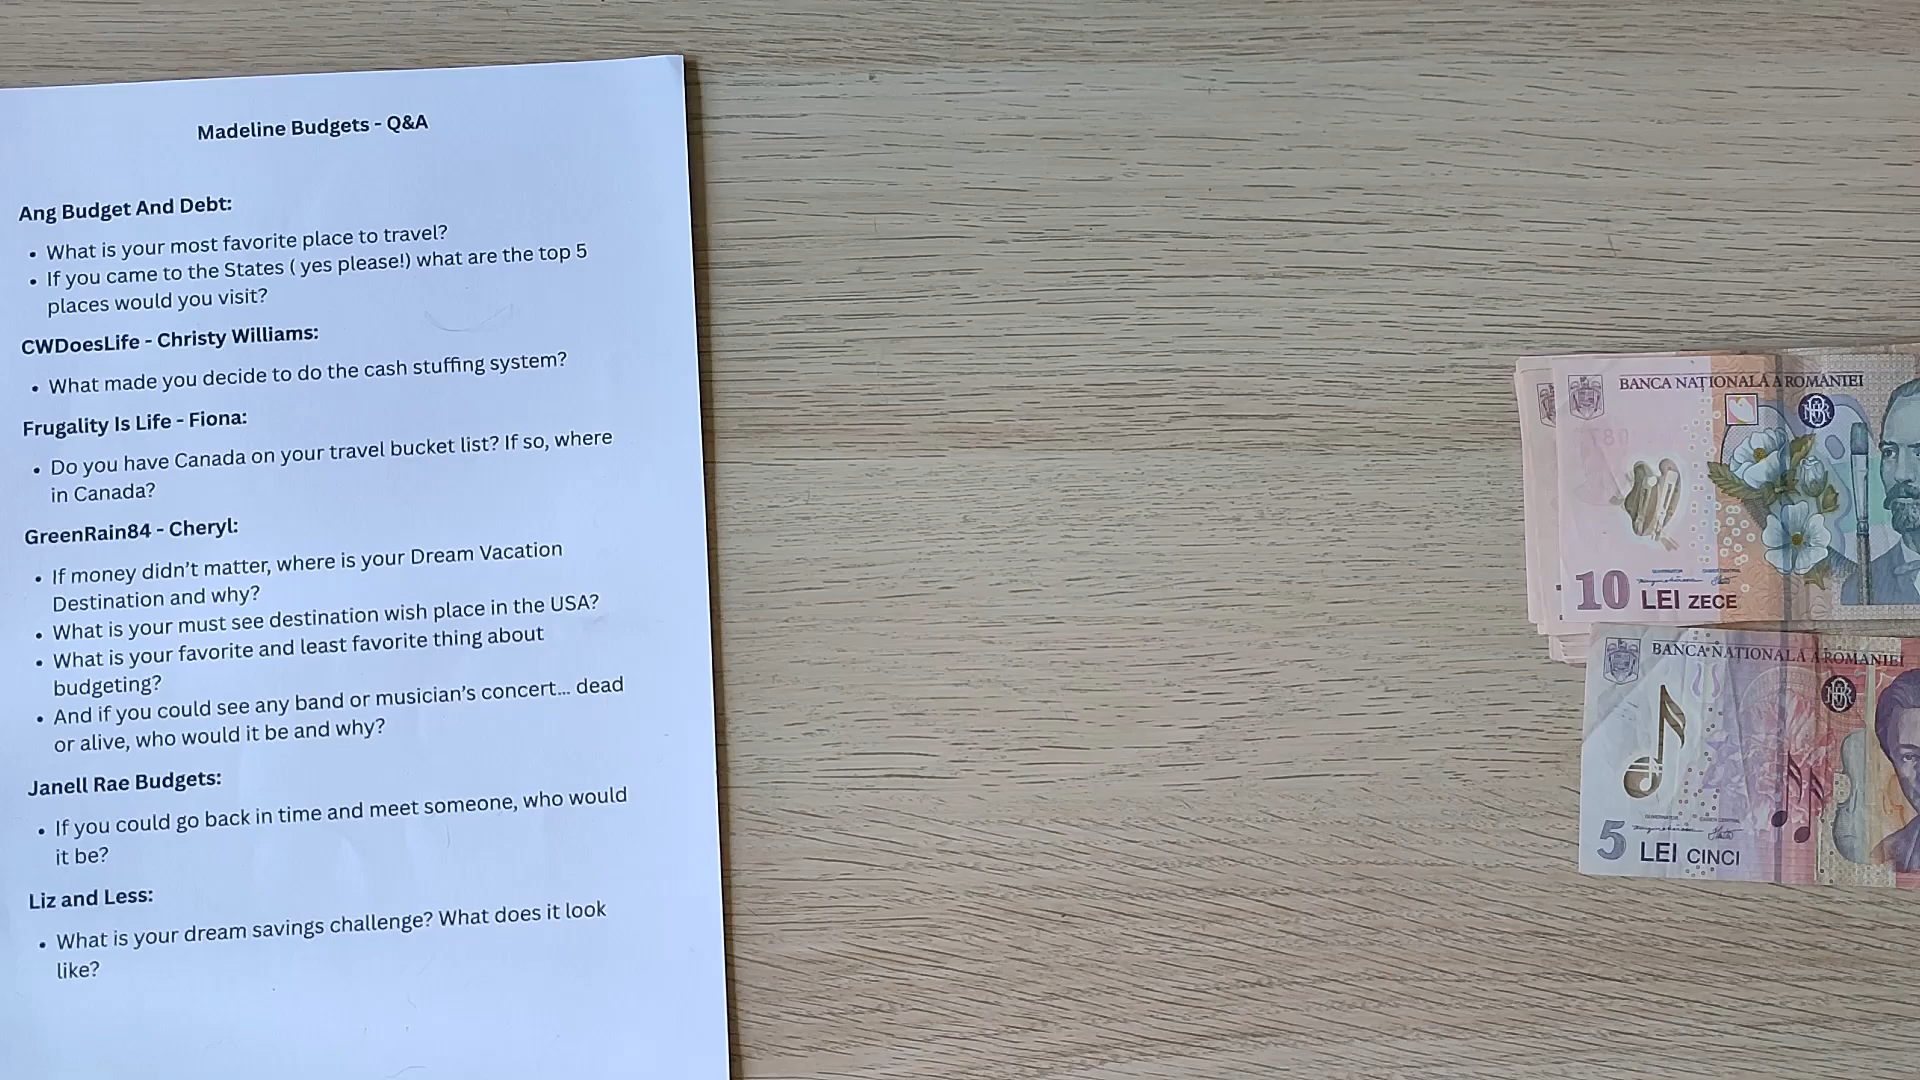 Madeline Budgets - Q&A
Ang Budget And Debt:
• What is your most favorite place to travel?
• If you came to the States ( yes please!) what are the top 5
places would you visit?
CWDoesLife - Christy Williams:
• What made you decide to do the cash stuffing system?
Frugality Is Life - Fiona:
• Do you have Canada on your travel bucket list? If so, where
in Canada?
GreenRain84 - Cheryl:
• If money didn't matter, where is your Dream Vacation
Destination and why?
• What is your must see destination wish place in the USA?
• What is your favorite and least favorite thing about
budgeting?
• And if you could see any band or musician's concert... dead
or alive, who would it be and why?
Janell Rae Budgets:
• If you could go back in time and meet someone, who would
it be?
Liz and Less:
• What is your dream savings challenge? What does it look
like?
BANCA NAŢIONALĂ A ROMÂNIEI
10 LEI ZECE
BANCA NAŢIONALĂ A ROMÂNIEI
5 LEI CINCI